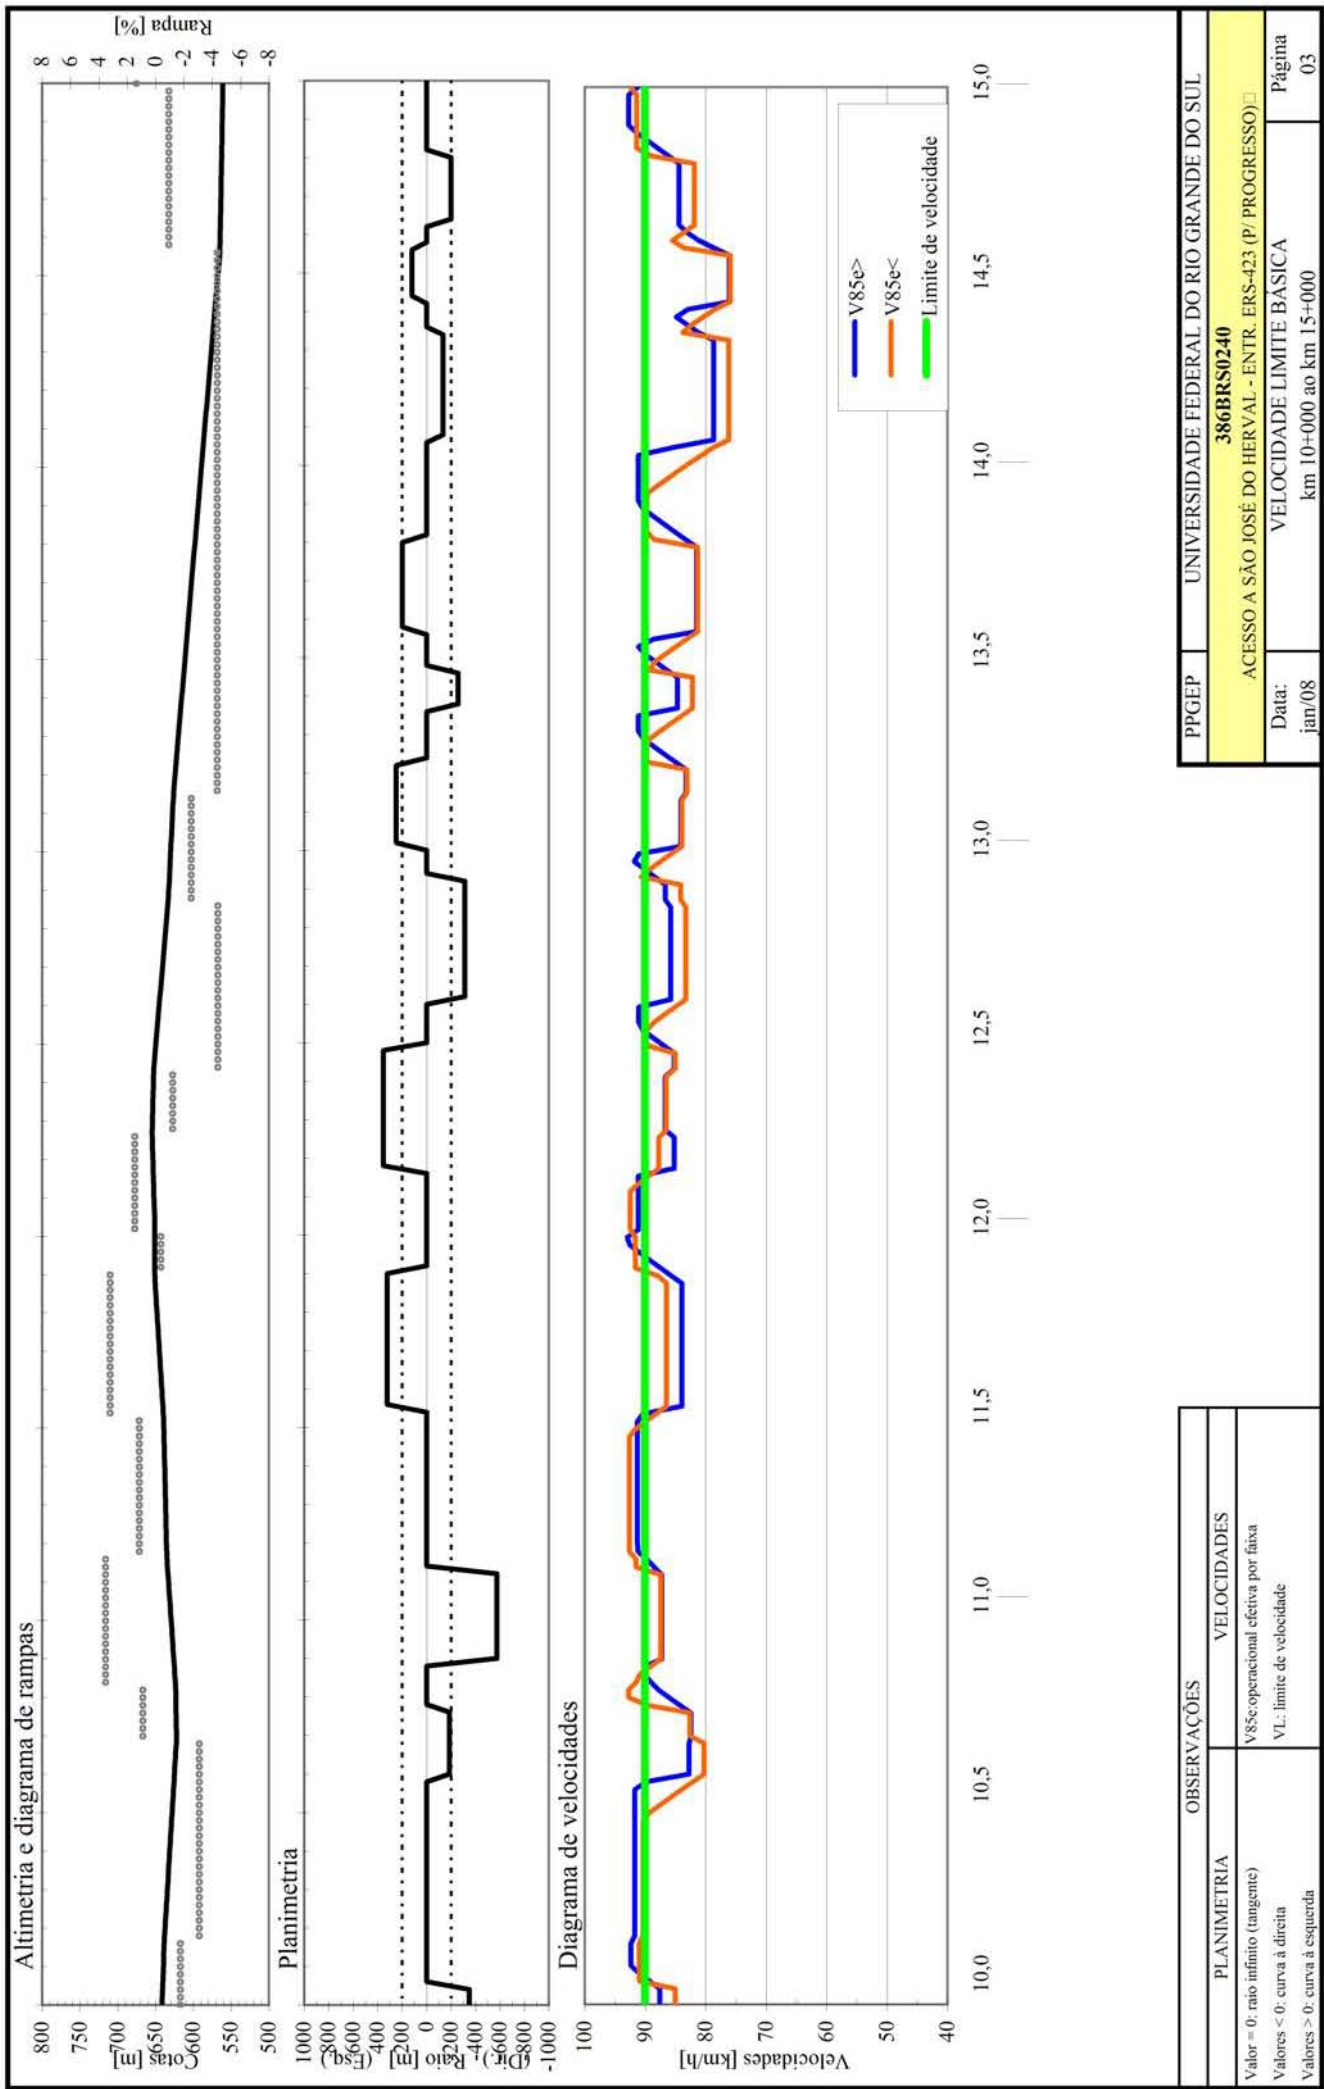 Altimetria e diagrama de rampas
800
750
700
650
550
Cotas [m]
8
6
4
2
0
-2
-4
-6
-8
Rampa [%]
Planimetria
1000
800
600
400
200
0
-200
-400
-600
-800
-1000
(Dir.) Raio [m] (Esq.)
Diagrama de velocidades
100
90
80
70
60
50
40
Velocidades [km/h]
V85e>
V85e<
Limite de velocidade
10,0
10,5
11,0
11,5
12,0
12,5
13,0
13,5
14,0
14,5
15,0
OBSERVAÇÕES
PLANIMETRIA
VELOCIDADES
Valor = 0: raio infinito (tangente)
V85e:operacional efetiva por faixa
Valores < 0: curva à direita
VL: limite de velocidade
Valores > 0: curva à esquerda
PPGEP
UNIVERSIDADE FEDERAL DO RIO GRANDE DO SUL
386BRS0240
ACESSO A SÃO JOSÉ DO HERVAL - ENTR. ERS-423 (P/ PROGRESSO)□
Data:
VELOCIDADE LIMITE BÁSICA
Página
jan/08
km 10+000 ao km 15+000
03